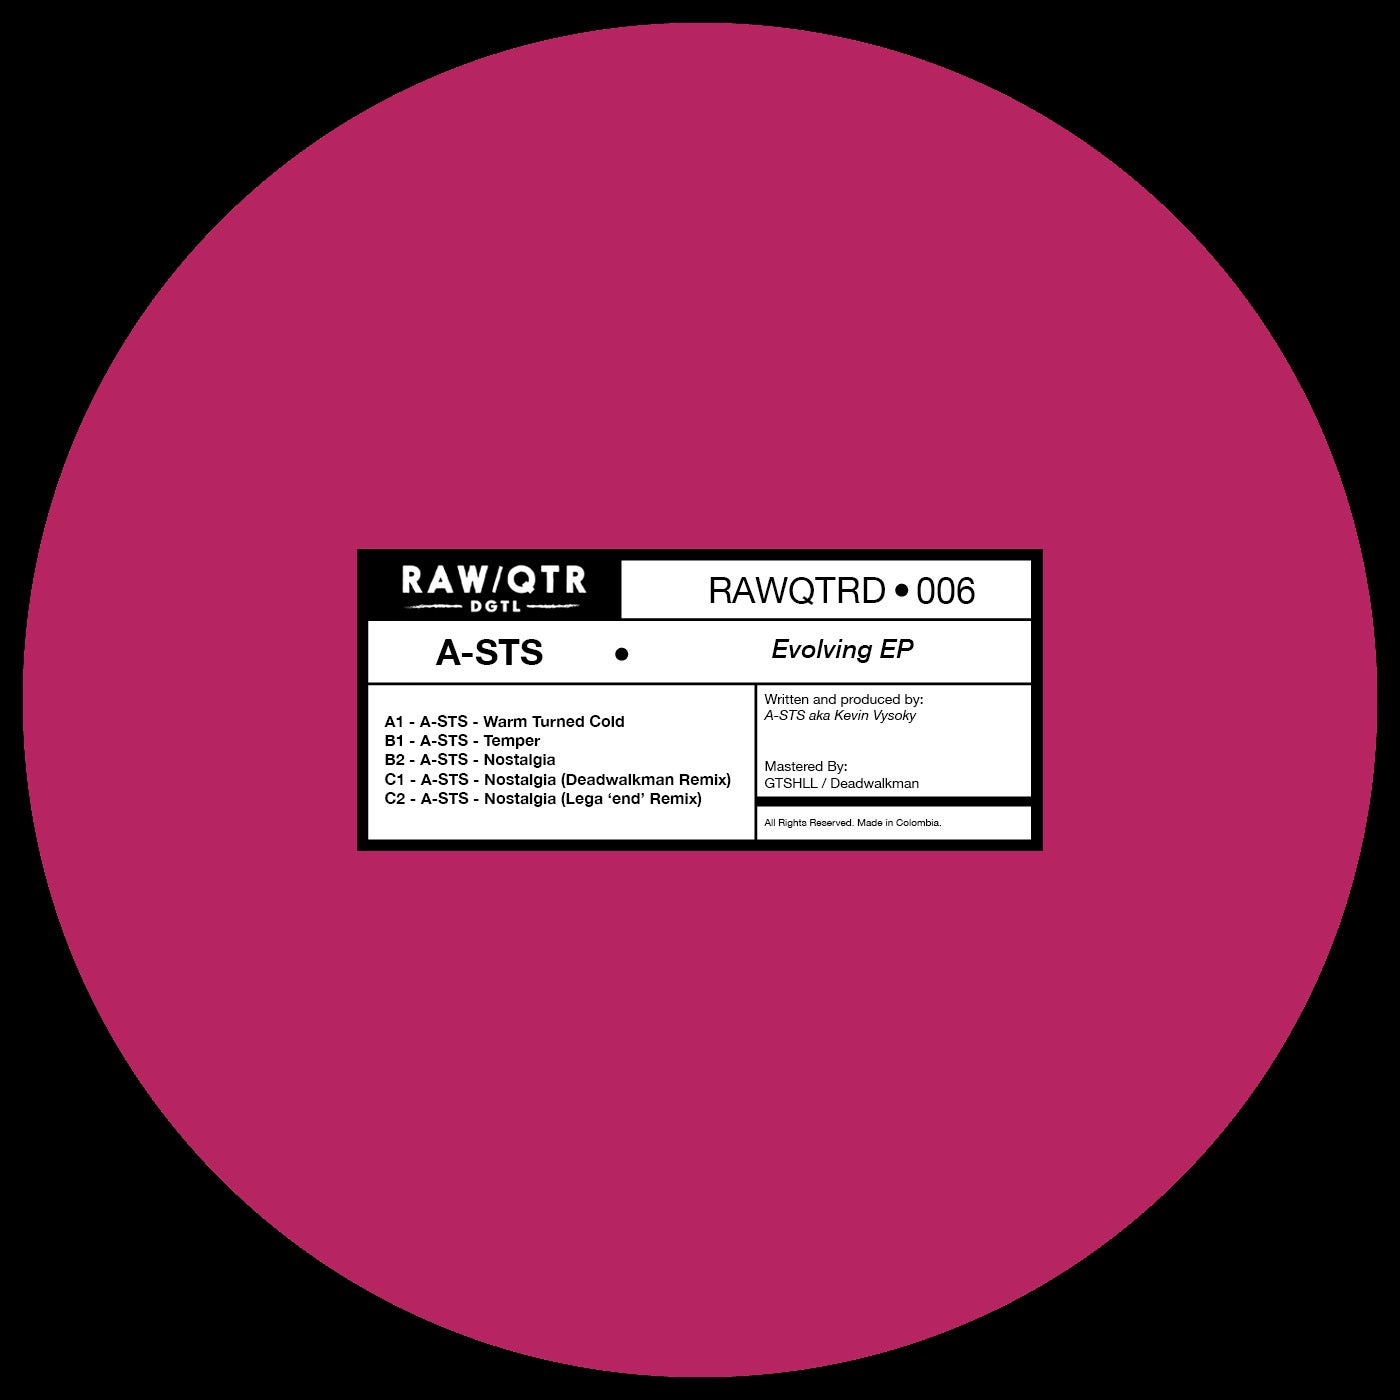 RAW/QTR
DGTL
RAWQTRD • 006
A-STS • Evolving EP
A1 - A-STS - Warm Turned Cold
B1 - A-STS - Temper
B2 - A-STS - Nostalgia
C1 - A-STS - Nostalgia (Deadwalkman Remix)
C2 - A-STS - Nostalgia (Lega ‘end’ Remix)
Written and produced by:
A-STS aka Kevin Vysoky
Mastered By:
GTSHLL / Deadwalkman
All Rights Reserved. Made in Colombia.